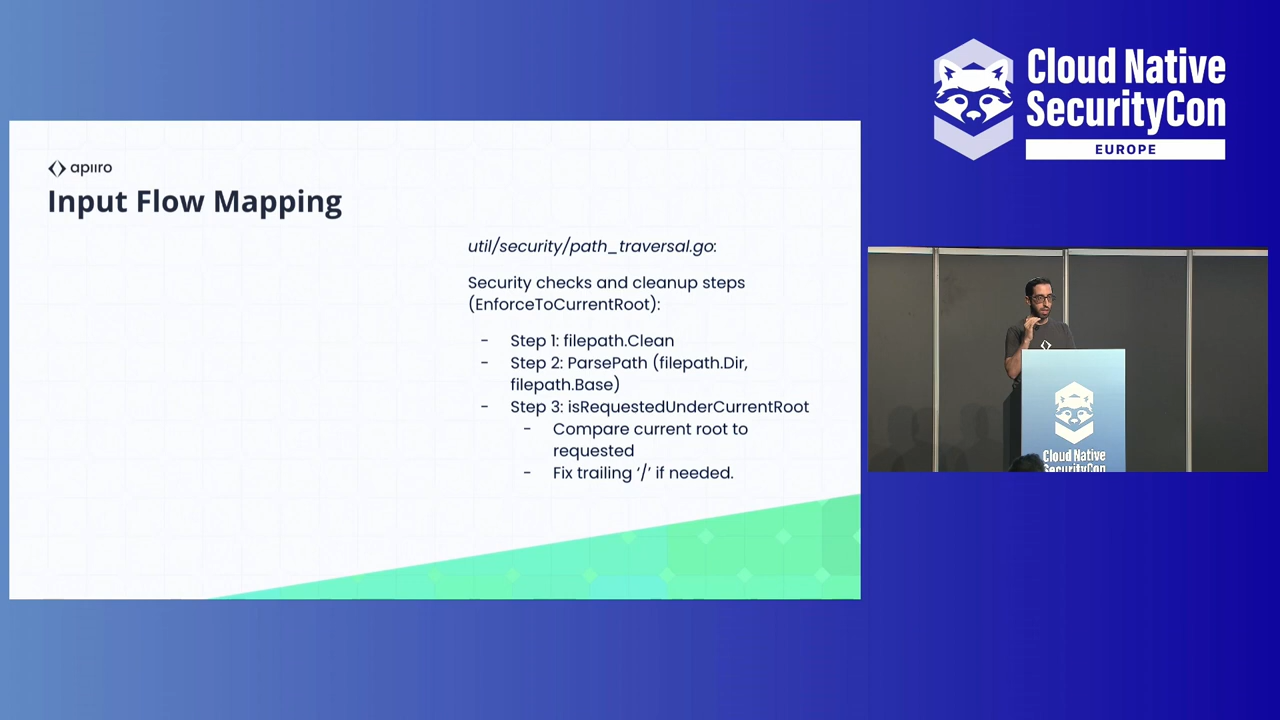 Cloud Native
SecurityCon
EUROPE
apiiro
Input Flow Mapping
util/security/path_traversal.go:
Security checks and cleanup steps
(EnforceToCurrentRoot):
- Step 1: filepath.Clean
- Step 2: ParsePath (filepath.Dir,
filepath.Base)
- Step 3: isRequestedUnderCurrentRoot
- Compare current root to
requested
- Fix trailing ‘/’ if needed.
Cloud Native
SecurityCon